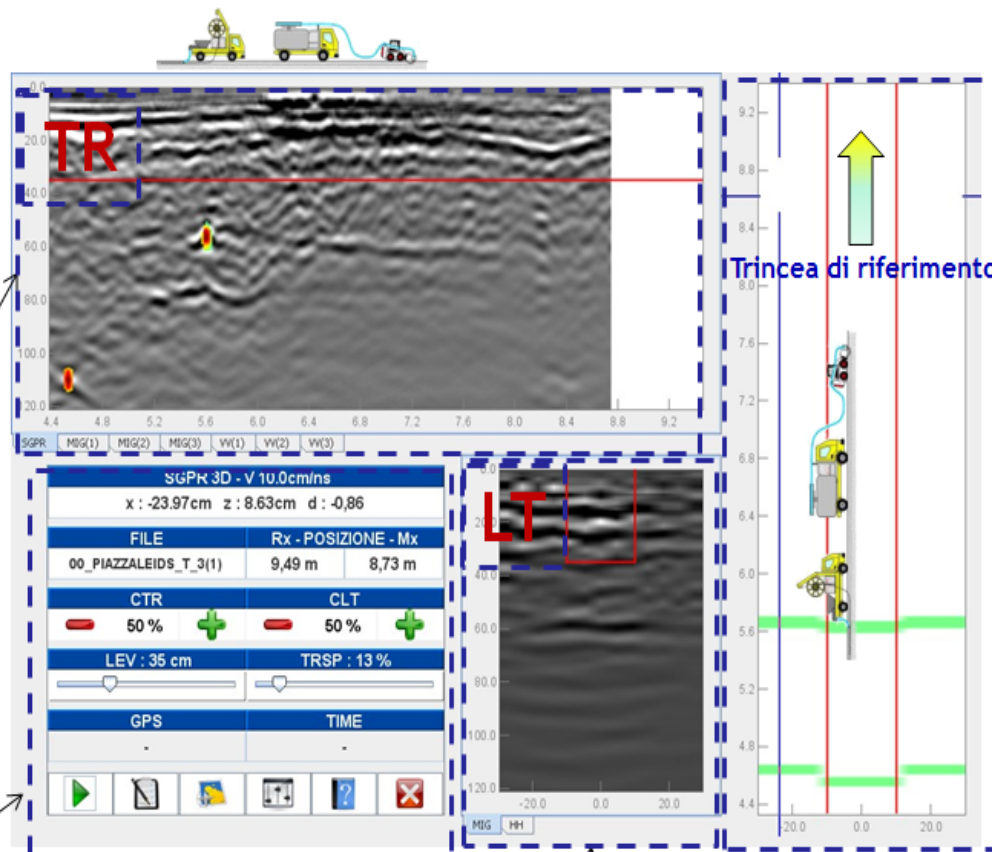 0.0
TR
20.0
40.0
60.0
80.0
100.0
20.0
4.4 4.8 5.2 5.6 6.0 6.4 6.8 7.2 7.6 8.0 8.4 8.8 9.2
SGPR MIG(1) MIG(2) MIG(3) VV(1) VV(2) VV(3)
9.2
8.8
8.4
Trincea di riferimento
8.0
7.6
7.2
6.8
6.4
6.0
5.6
5.2
4.8
4.4
-20.0 0.0 20.0
SGPR 3D - V 10.0cm/ns
x : -23.97cm z : 8.63cm d : -0,86
FILE Rx - POSIZIONE - Mx
00_PIAZZALEIDS_T_3(1) 9,49 m 8,73 m
CTR CLT
50 % 50 %
LEV : 35 cm TRSP : 13 %
GPS TIME
- -
0.0
LT
20.0
40.0
60.0
80.0
100.0
120.0
-20.0 0.0 20.0
MIG HH